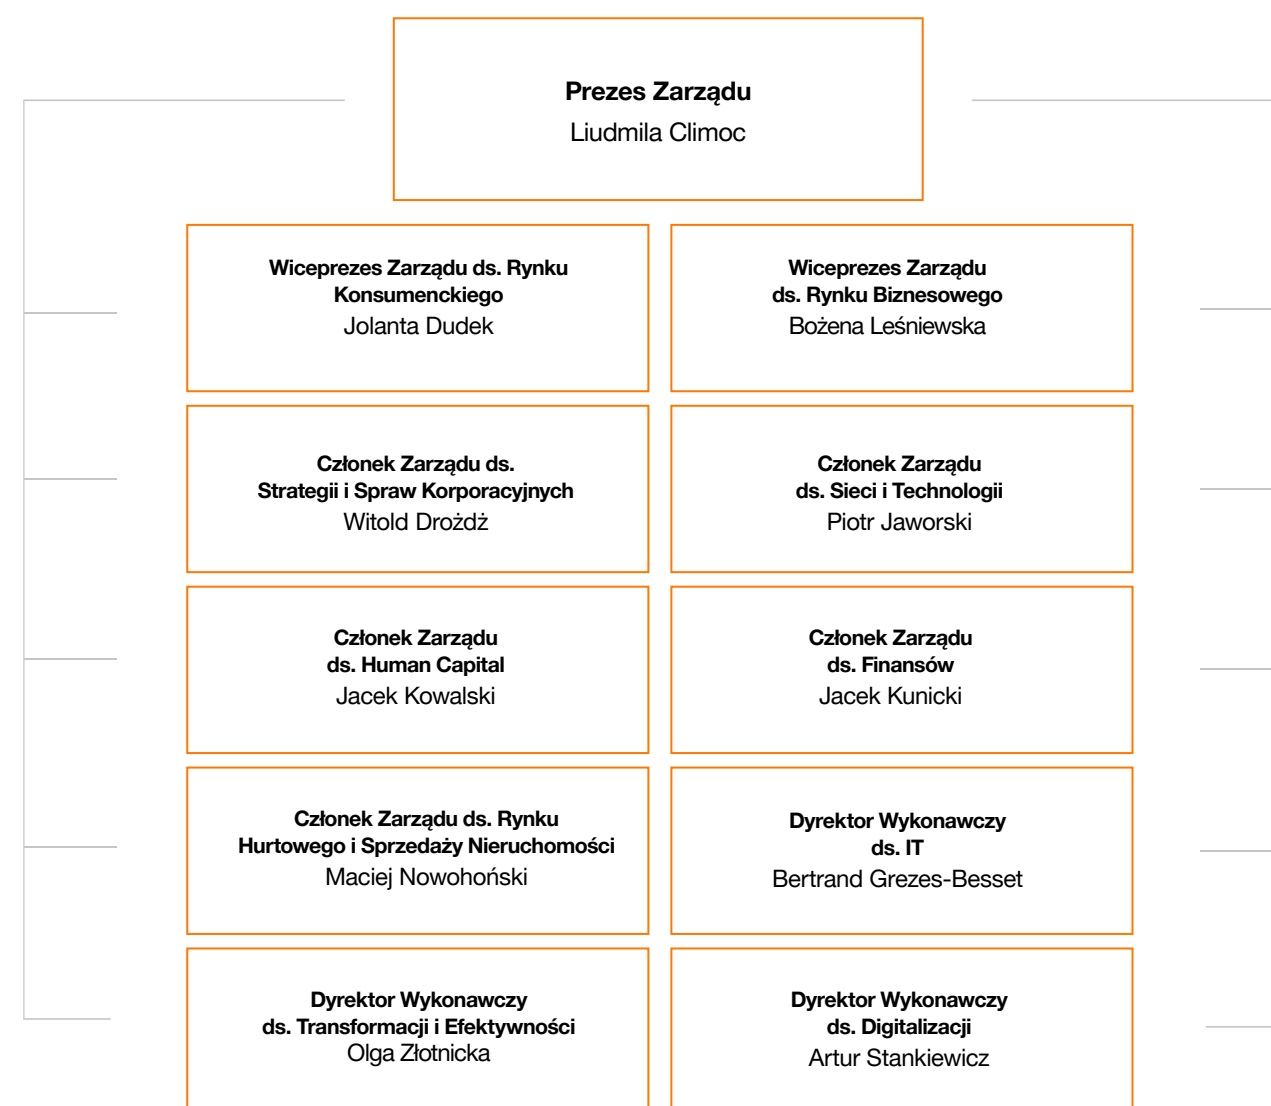 Prezes Zarządu
Liudmila Climoc
Wiceprezes Zarządu ds. Rynku
Konsumenckiego
Jolanta Dudek
Wiceprezes Zarządu
ds. Rynku Biznesowego
Bożena Leśniewska
Członek Zarządu ds.
Strategii i Spraw Korporacyjnych
Witold Drożdż
Członek Zarządu
ds. Sieci i Technologii
Piotr Jaworski
Członek Zarządu
ds. Human Capital
Jacek Kowalski
Członek Zarządu
ds. Finansów
Jacek Kunicki
Członek Zarządu ds. Rynku
Hurtowego i Sprzedaży Nieruchomości
Maciej Nowohoński
Dyrektor Wykonawczy
ds. IT
Bertrand Grezes-Besset
Dyrektor Wykonawczy
ds. Transformacji i Efektywności
Olga Złotnicka
Dyrektor Wykonawczy
ds. Digitalizacji
Artur Stankiewicz